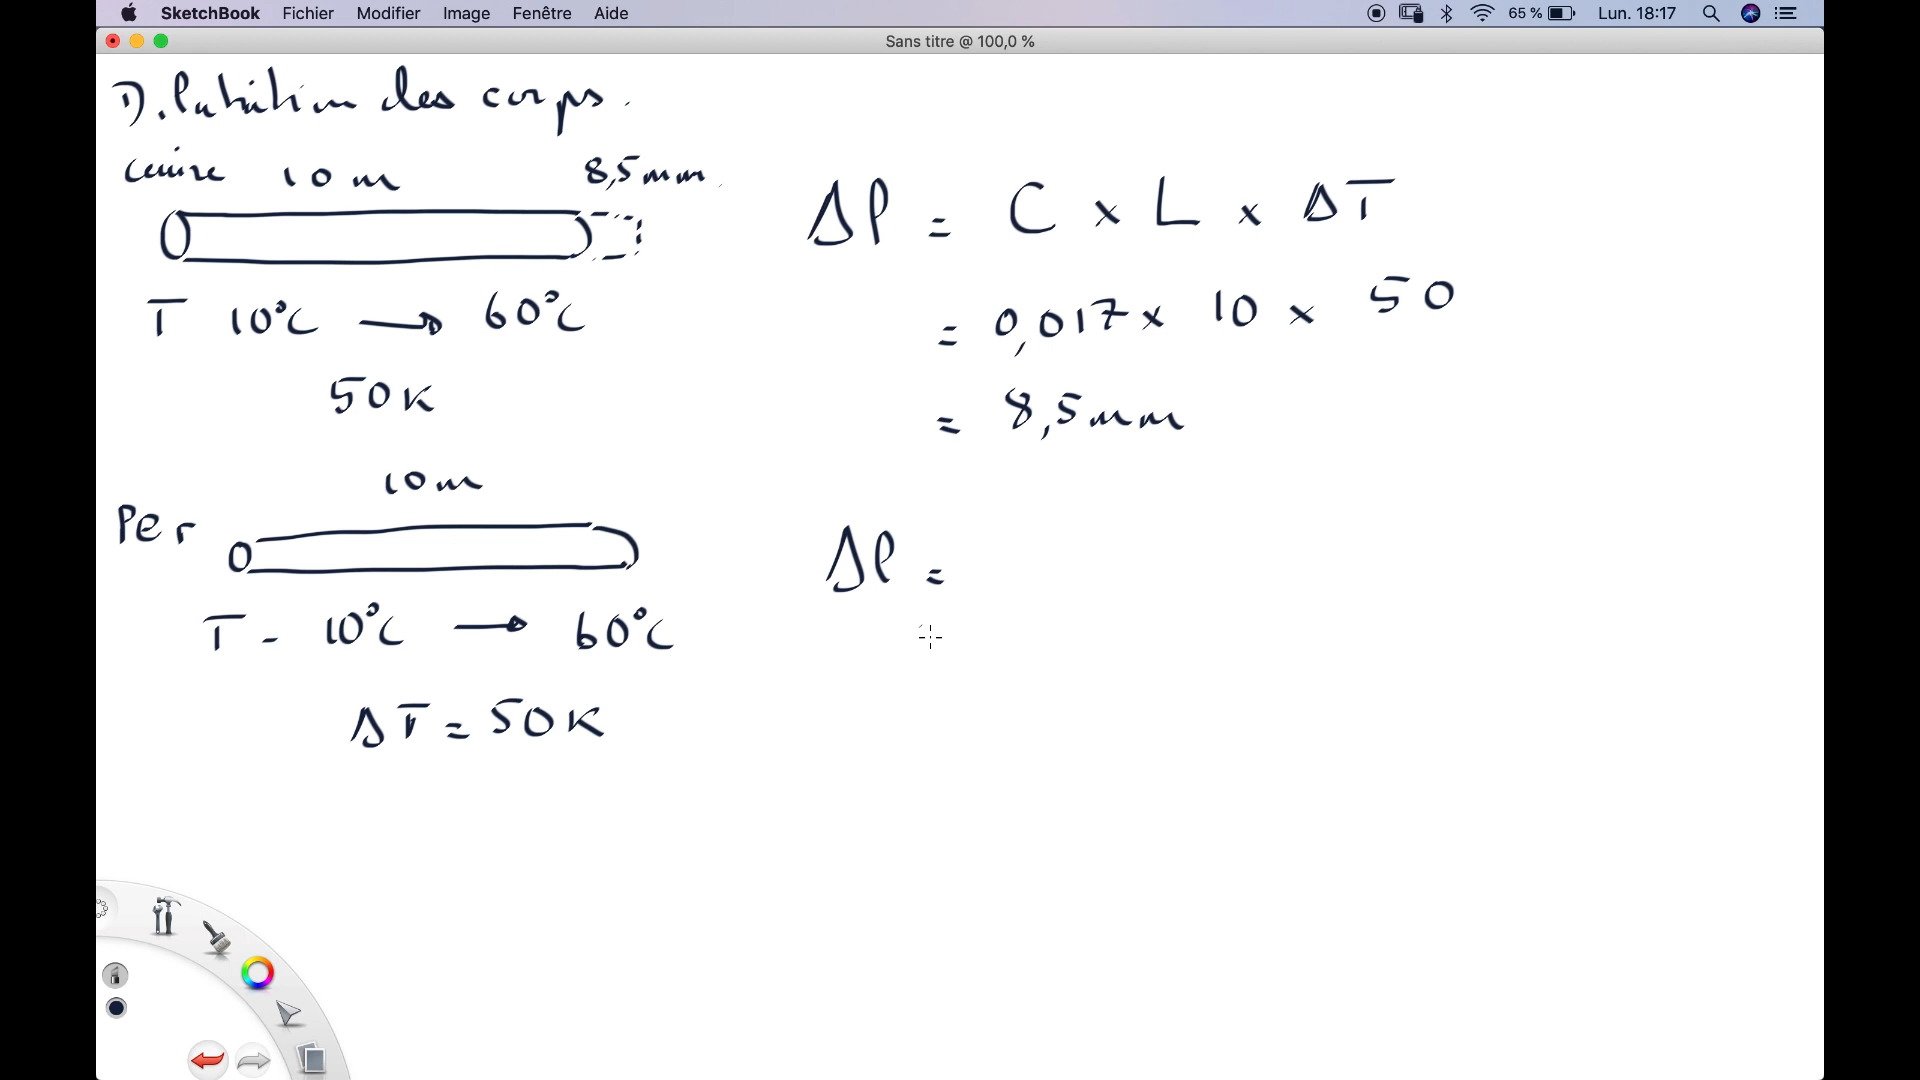 SketchBook Fichier Modifier Image Fenêtre Aide 65 % Lun. 18:17
Sans titre @ 100,0 %
Dilatation des corps.
cuivre 10 m 8,5 mm
T 10°C → 60°C
50 K
Δl = C x L x ΔT
= 0,017 x 10 x 50
= 8,5 mm
10 m
Per
T - 10°C → 60°C
ΔT = 50 K
Δl =